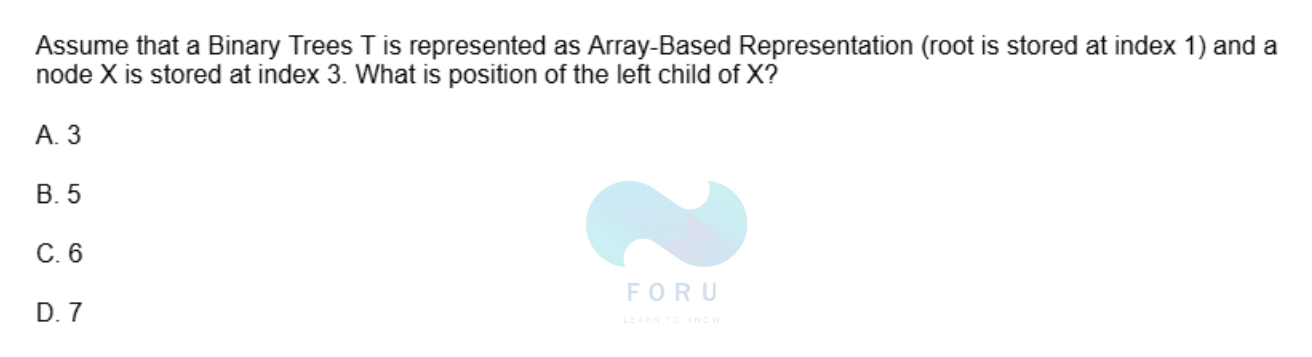 Assume that a Binary Trees T is represented as Array-Based Representation (root is stored at index 1) and a
node X is stored at index 3. What is position of the left child of X?
A. 3
B. 5
C. 6
D. 7
FORU
LEARN TO KNOW